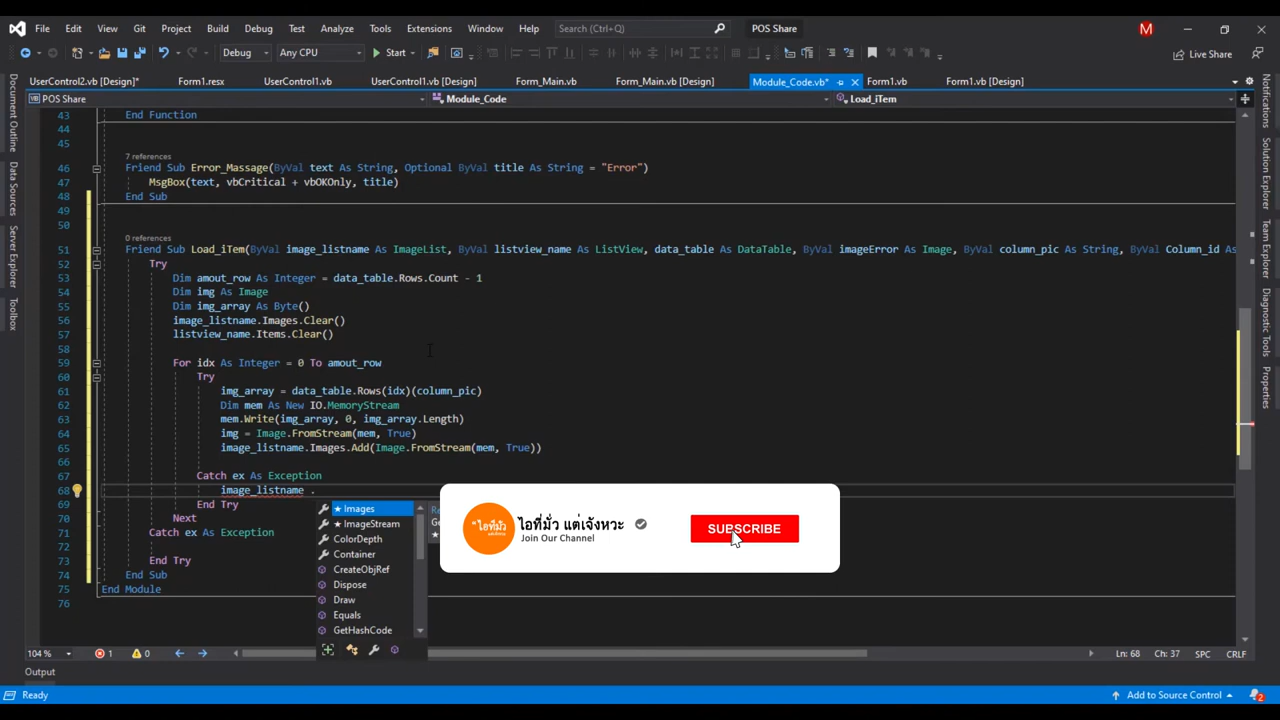 File Edit View Git Project Build Debug Test Analyze Tools Extensions Window Help Search (Ctrl+Q) POS Share M
Debug Any CPU Start Live Share
UserControl2.vb [Design]* Form1.resx UserControl1.vb UserControl1.vb [Design] Form_Main.vb Form_Main.vb [Design] Module_Code.vb* Form1.vb Form1.vb [Design]
POS Share Module_Code Load_iTem
Document Outline
Data Sources
Server Explorer
Toolbox
43 End Function
44
45
7 references
46 Friend Sub Error_Massage(ByVal text As String, Optional ByVal title As String = "Error")
47 MsgBox(text, vbCritical + vbOKOnly, title)
48 End Sub
49
50
0 references
51 Friend Sub Load_iTem(ByVal image_listname As ImageList, ByVal listview_name As ListView, data_table As DataTable, ByVal imageError As Image, ByVal column_pic As String, ByVal Column_id As
52 Try
53 Dim amout_row As Integer = data_table.Rows.Count - 1
54 Dim img As Image
55 Dim img_array As Byte()
56 image_listname.Images.Clear()
57 listview_name.Items.Clear()
58
59 For idx As Integer = 0 To amout_row
60 Try
61 img_array = data_table.Rows(idx)(column_pic)
62 Dim mem As New IO.MemoryStream
63 mem.Write(img_array, 0, img_array.Length)
64 img = Image.FromStream(mem, True)
65 image_listname.Images.Add(Image.FromStream(mem, True))
66
67 Catch ex As Exception
68 image_listname .
69 End Try
70 Next
71 Catch ex As Exception
72
73 End Try
74 End Sub
75 End Module
76
★ Images
★ ImageStream
ColorDepth
Container
CreateObjRef
Dispose
Draw
Equals
GetHashCode
"ไอที่มั่ว
ไอที่มั่ว แต่เจ้งหวะ
Join Our Channel
SUBSCRIBE
Notifications
Solution Explorer
Team Explorer
Diagnostic Tools
Properties
104 % 1 0 Ln: 68 Ch: 37 SPC CRLF
Output
Ready Add to Source Control 2